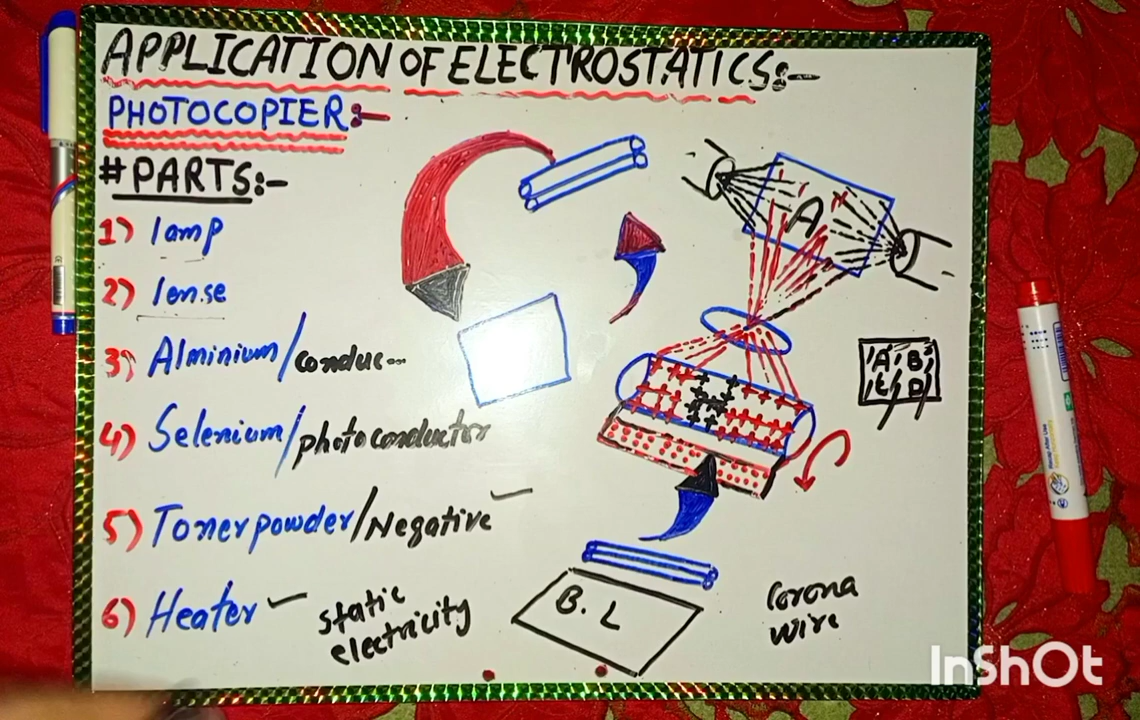 APPLICATION OF ELECTROSTATICS:-
PHOTOCOPIER:-
#PARTS:-
1) lamp
2) lense
3) Alminium/conduc--
4) Selenium/photoconductor
5) Tonerpowder/Negative
6) Heater
static
electricity
A
A B
C D
B.L
Corona
wire
InShOt